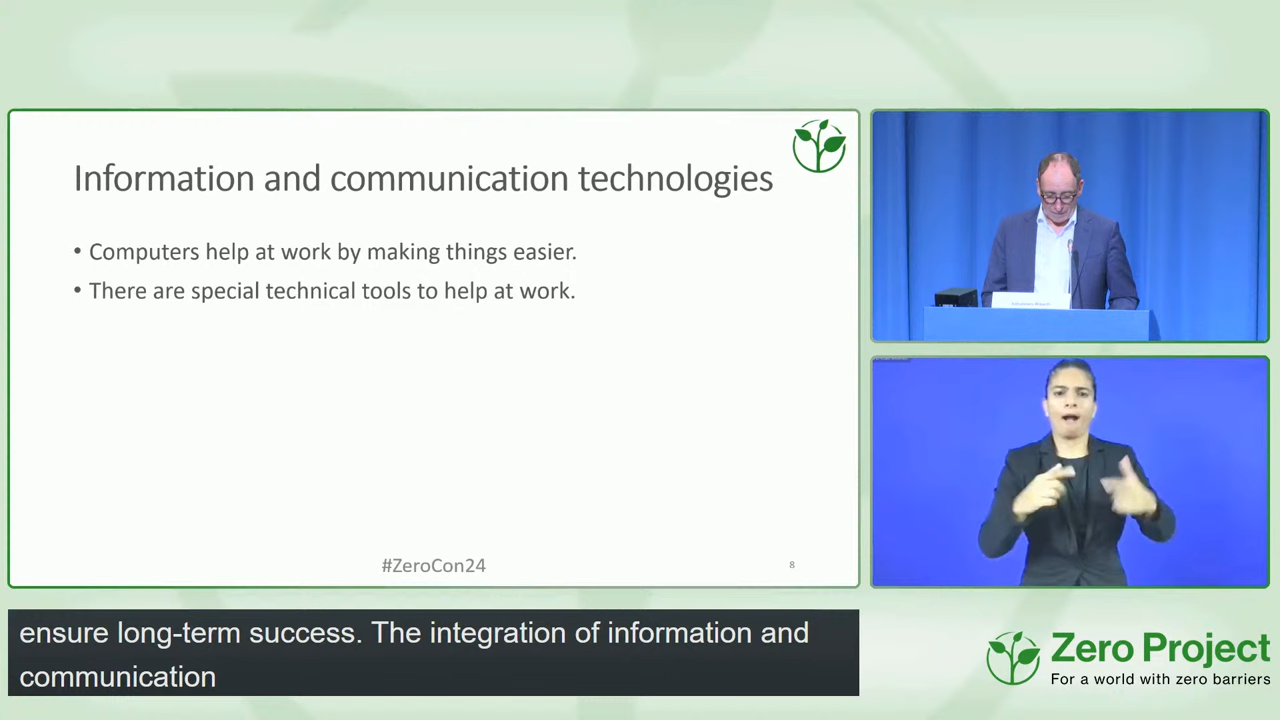 Information and communication technologies
• Computers help at work by making things easier.
• There are special technical tools to help at work.
#ZeroCon24
8
ensure long-term success. The integration of information and
communication
Zero Project
For a world with zero barriers